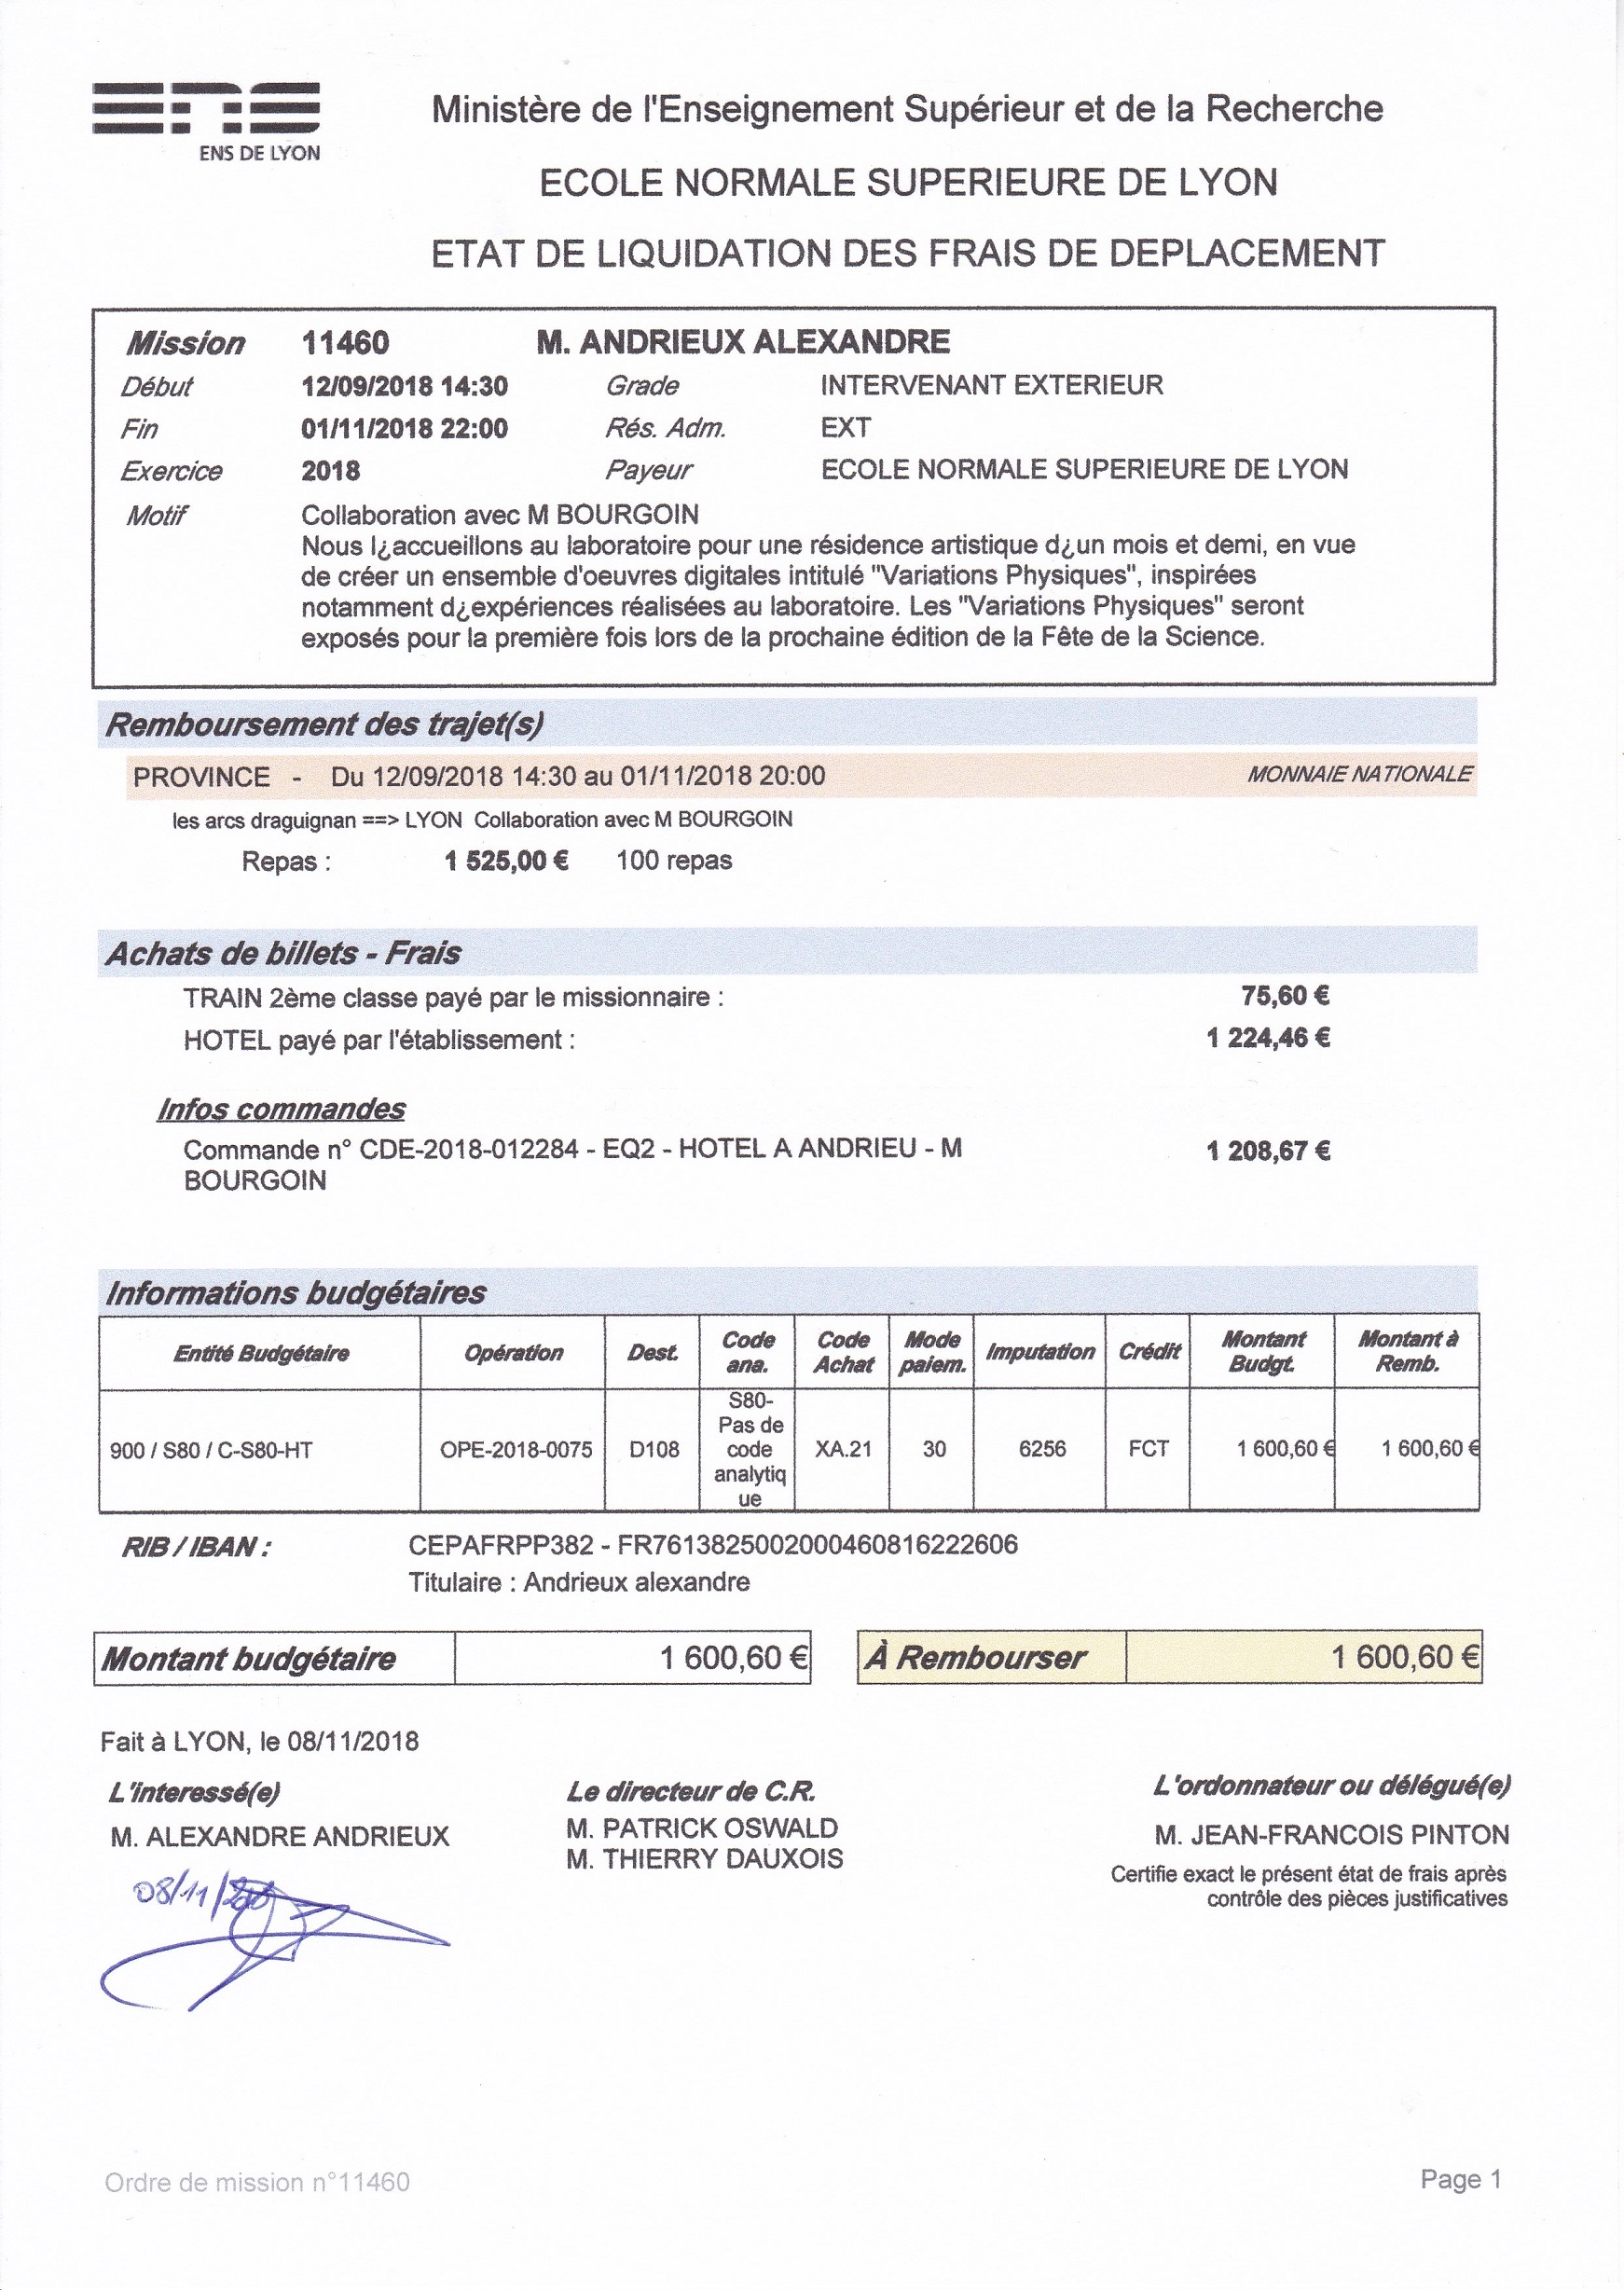 ens
ENS DE LYON
Ministère de l'Enseignement Supérieur et de la Recherche
ECOLE NORMALE SUPERIEURE DE LYON
ETAT DE LIQUIDATION DES FRAIS DE DEPLACEMENT
Mission 11460 M. ANDRIEUX ALEXANDRE
Début 12/09/2018 14:30 Grade INTERVENANT EXTERIEUR
Fin 01/11/2018 22:00 Rés. Adm. EXT
Exercice 2018 Payeur ECOLE NORMALE SUPERIEURE DE LYON
Motif Collaboration avec M BOURGOIN
Nous l¿accueillons au laboratoire pour une résidence artistique d¿un mois et demi, en vue
de créer un ensemble d'oeuvres digitales intitulé "Variations Physiques", inspirées
notamment d¿expériences réalisées au laboratoire. Les "Variations Physiques" seront
exposés pour la première fois lors de la prochaine édition de la Fête de la Science.
Remboursement des trajet(s)
PROVINCE - Du 12/09/2018 14:30 au 01/11/2018 20:00 MONNAIE NATIONALE
les arcs draguignan ==> LYON Collaboration avec M BOURGOIN
Repas : 1 525,00 € 100 repas
Achats de billets - Frais
TRAIN 2ème classe payé par le missionnaire : 75,60 €
HOTEL payé par l'établissement : 1 224,46 €
Infos commandes
Commande n° CDE-2018-012284 - EQ2 - HOTEL A ANDRIEU - M 1 208,67 €
BOURGOIN
Informations budgétaires
Entité Budgétaire Opération Dest. Code ana. Code Achat Mode paiem. Imputation Crédit Montant Budgt. Montant à Remb.
900 / S80 / C-S80-HT OPE-2018-0075 D108 S80-Pas de code analytique XA.21 30 6256 FCT 1 600,60 € 1 600,60 €
RIB / IBAN : CEPAFRPP382 - FR7613825002000460816222606
Titulaire : Andrieux alexandre
Montant budgétaire 1 600,60 € À Rembourser 1 600,60 €
Fait à LYON, le 08/11/2018
L'interessé(e) Le directeur de C.R. L'ordonnateur ou délégué(e)
M. ALEXANDRE ANDRIEUX M. PATRICK OSWALD M. JEAN-FRANCOIS PINTON
M. THIERRY DAUXOIS
Certifie exact le présent état de frais après
contrôle des pièces justificatives
08/11/
Ordre de mission n°11460 Page 1